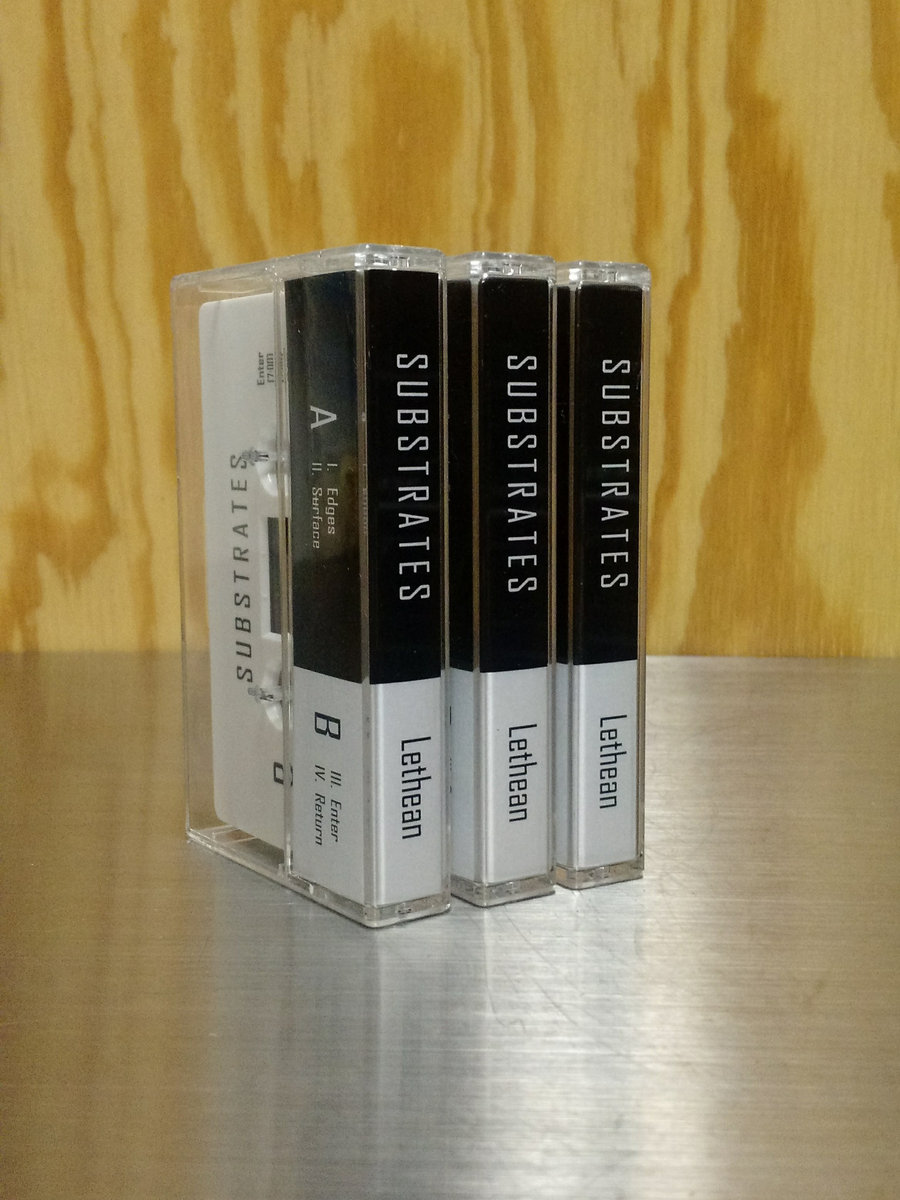 Enter
SUBSTRATES
A
I. Edges
II. Surface
B
III. Enter
IV. Return
SUBSTRATES
Lethean
SUBSTRATES
Lethean
SUBSTRATES
Lethean